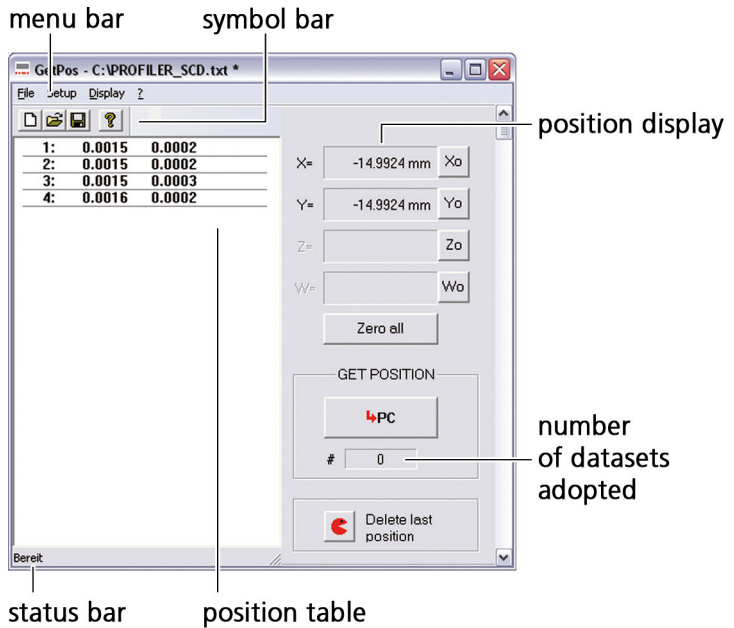 menu bar
symbol bar
GetPos - C:\PROFILER_SCD.txt *
File Setup Display ?
position display
1: 0.0015 0.0002
2: 0.0015 0.0002
3: 0.0015 0.0003
4: 0.0016 0.0002
X= -14.9924 mm Xo
Y= -14.9924 mm Yo
Z= Zo
W= Wo
Zero all
GET POSITION
PC
# 0
number
of datasets
adopted
Delete last
position
Bereit
status bar
position table